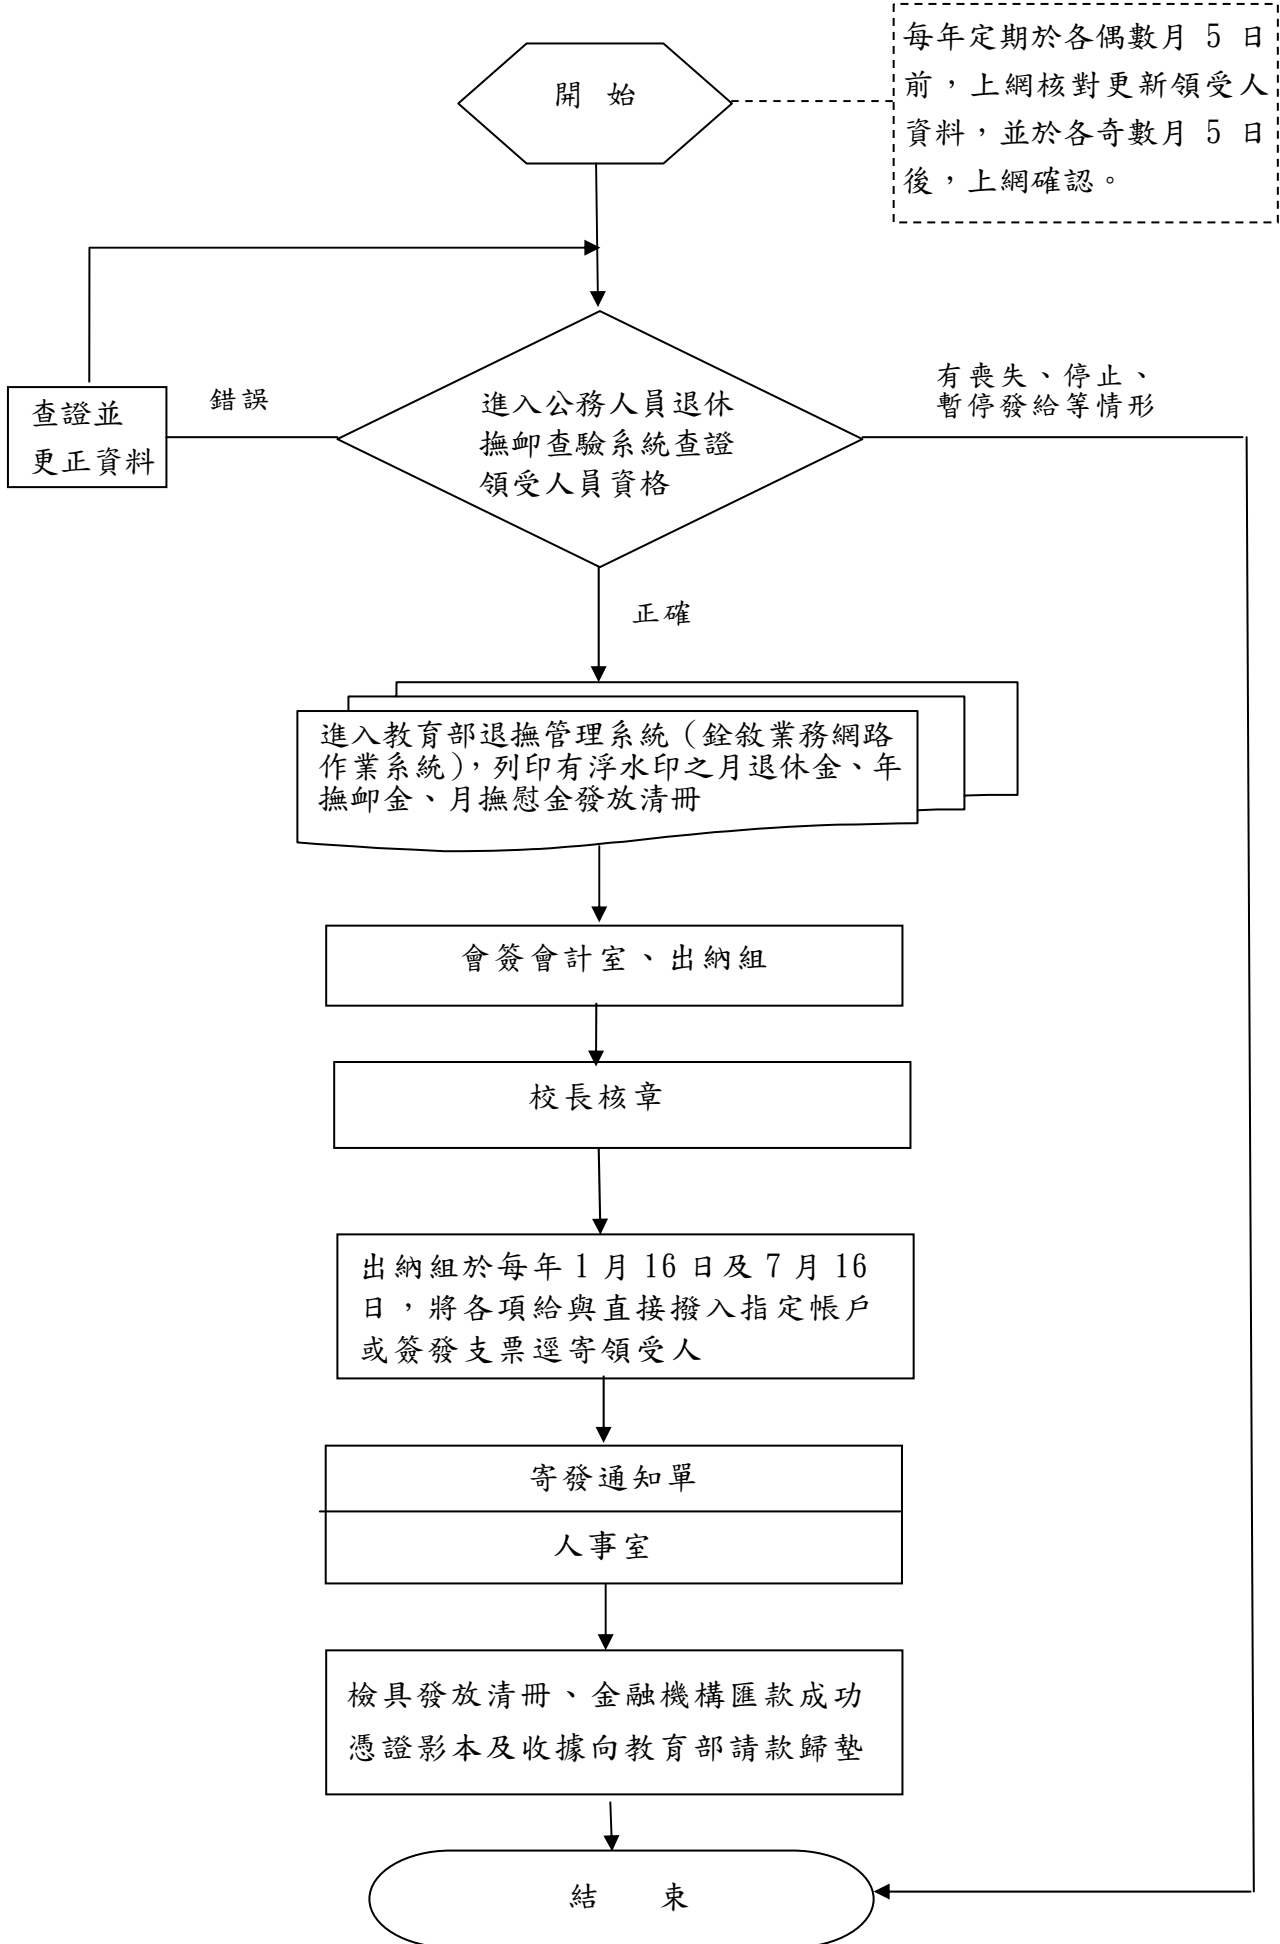 每年定期於各偶數月 5 日
前，上網核對更新領受人
資料，並於各奇數月 5 日
後，上網確認。
開 始
有喪失、停止、
暫停發給等情形
錯誤
查證並
更正資料
進入公務人員退休
撫卹查驗系統查證
領受人員資格
正確
進入教育部退撫管理系統（銓敘業務網路
作業系統），列印有浮水印之月退休金、年
撫卹金、月撫慰金發放清冊
會簽會計室、出納組
校長核章
出納組於每年 1 月 16 日及 7 月 16
日，將各項給與直接撥入指定帳戶
或簽發支票逕寄領受人
寄發通知單
人事室
檢具發放清冊、金融機構匯款成功
憑證影本及收據向教育部請款歸墊
結 束